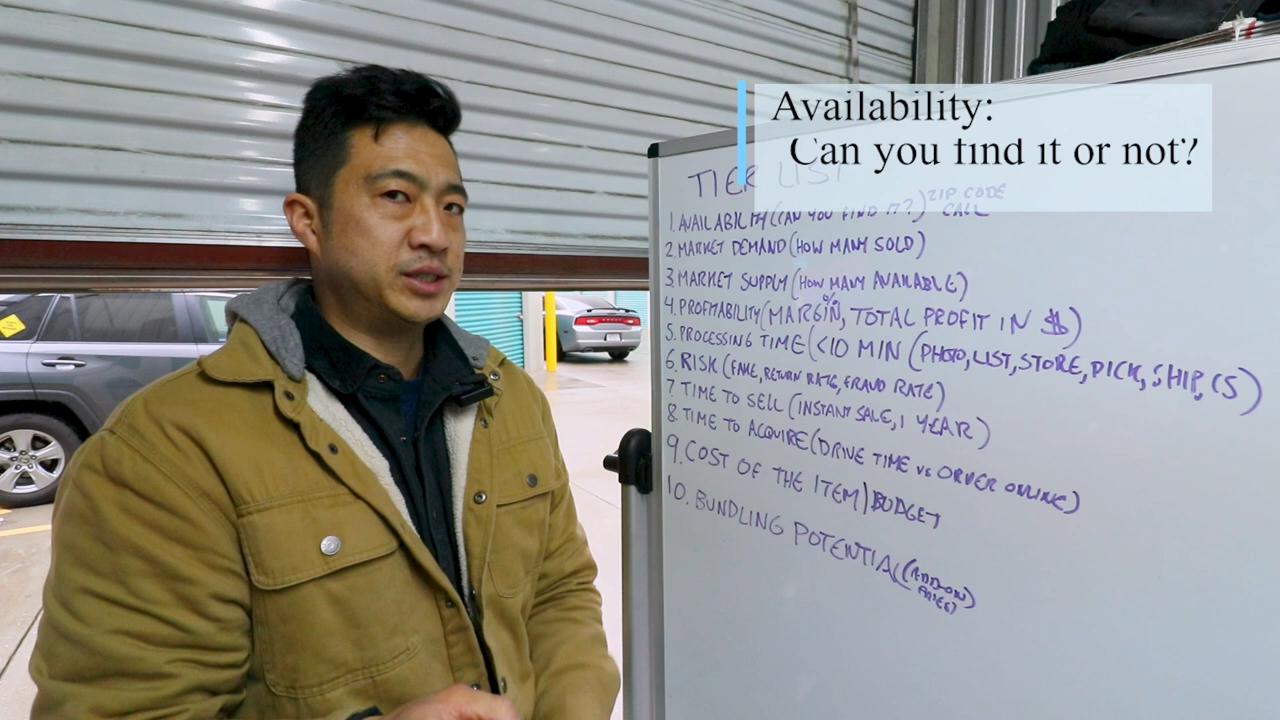 Availability:
Can you find it or not?
TIER LIST
1. AVAILABILITY (CAN YOU FIND IT?) ZIP CODE
CALL
2. MARKET DEMAND (HOW MANY SOLD)
3. MARKET SUPPLY (HOW MANY AVAILABLE)
4. PROFITABILITY (MARGIN, %, TOTAL PROFIT IN $)
5. PROCESSING TIME (<10 MIN (PHOTO, LIST, STORE, PICK, SHIP, CS)
6. RISK (FAKE, RETURN RATE, FRAUD RATE)
7. TIME TO SELL (INSTANT SALE, 1 YEAR)
8. TIME TO ACQUIRE (DRIVE TIME vs ORDER ONLINE)
9. COST OF THE ITEM / BUDGET
10. BUNDLING POTENTIAL (ADD-ON